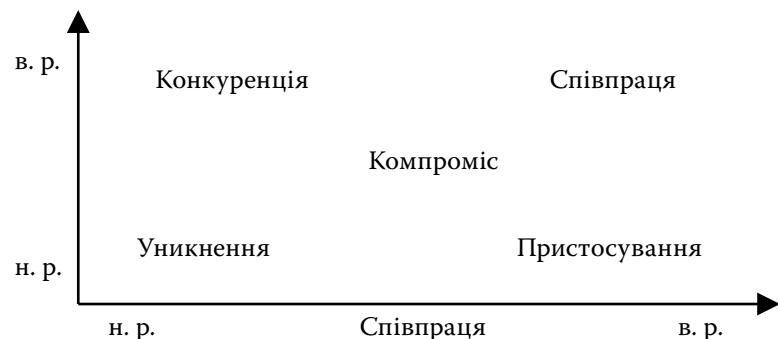 в. р.
Конкуренція Співпраця
Компроміс
Уникнення Пристосування
н. р.
н. р. Співпраця в. р.